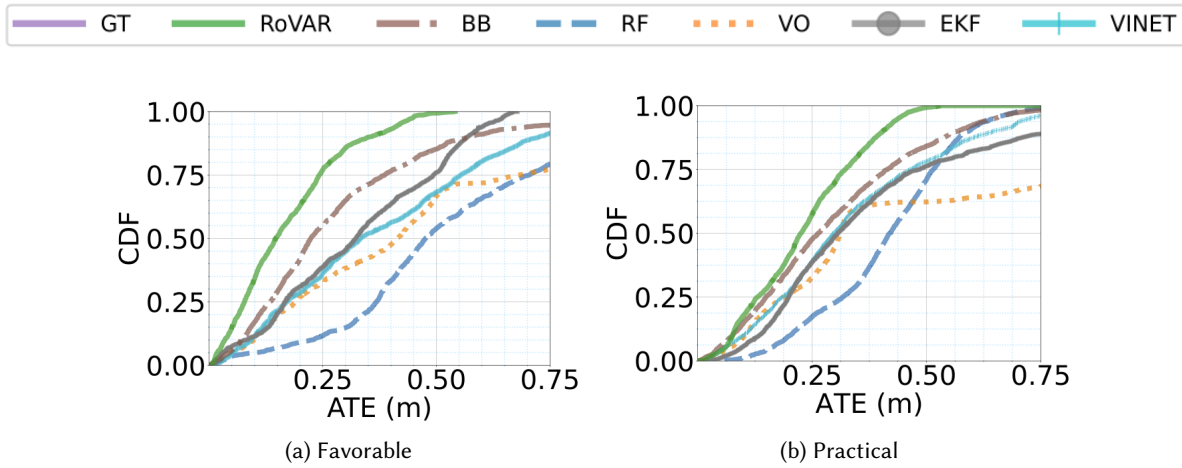 GT RoVAR BB RF VO EKF VINET
1.00
0.75
0.50
0.25
0.00
CDF
0.25 0.50 0.75
ATE (m)
(a) Favorable
1.00
0.75
0.50
0.25
0.00
CDF
0.25 0.50 0.75
ATE (m)
(b) Practical